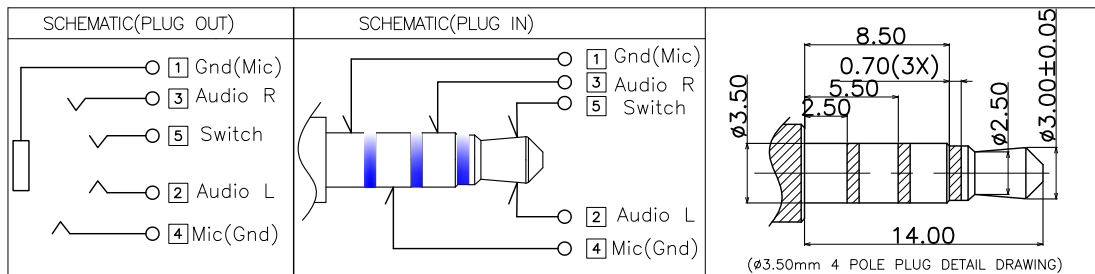 SCHEMATIC(PLUG OUT)
1 Gnd(Mic)
3 Audio R
5 Switch
2 Audio L
4 Mic(Gnd)
SCHEMATIC(PLUG IN)
1 Gnd(Mic)
3 Audio R
5 Switch
2 Audio L
4 Mic(Gnd)
8.50
0.70(3X)
5.50
2.50
ø3.50
ø2.50
ø3.00±0.05
14.00
(ø3.50mm 4 POLE PLUG DETAIL DRAWING)